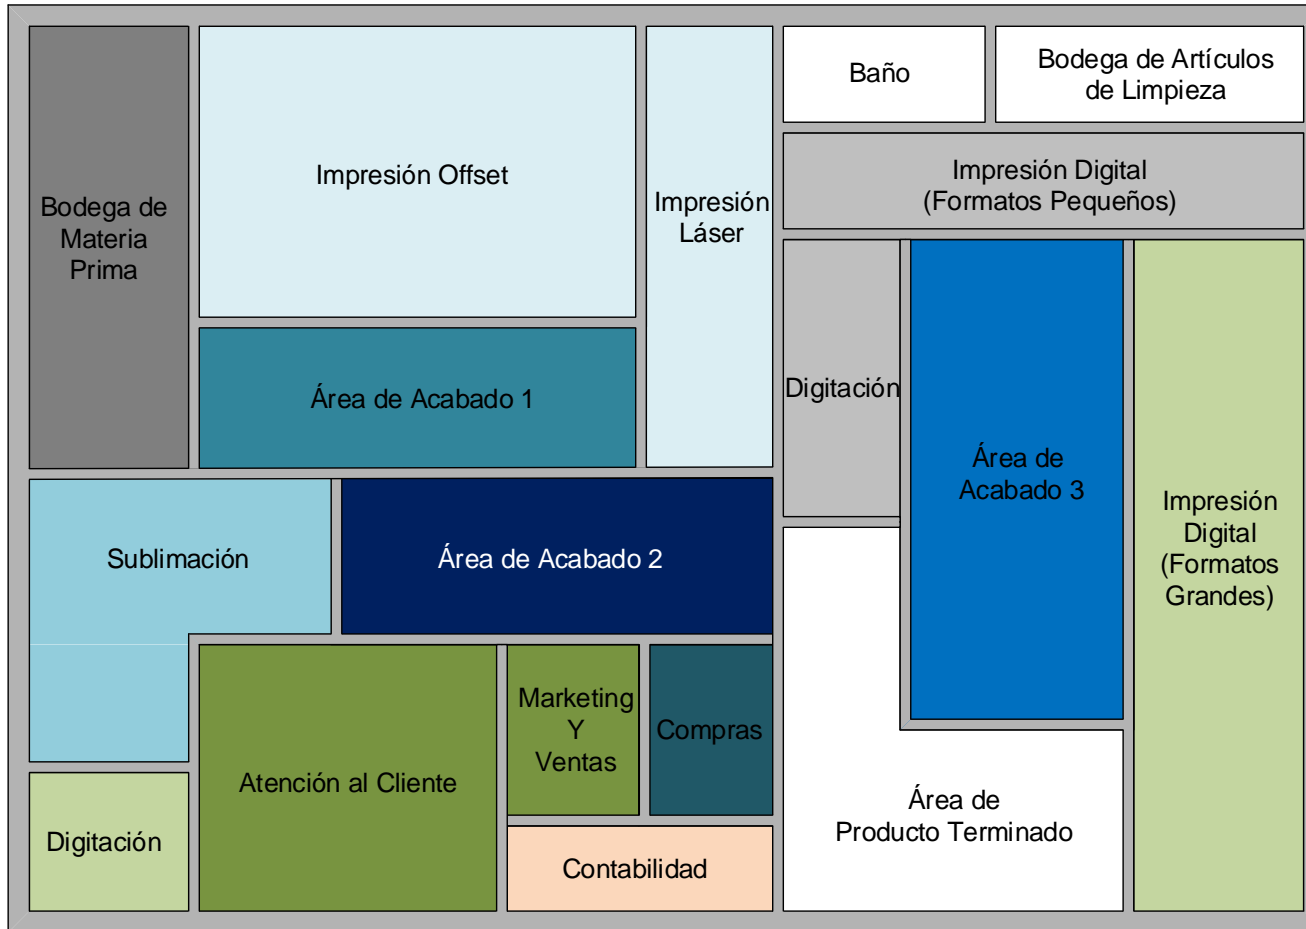 Bodega de
Materia
Prima
Impresión Offset
Impresión
Láser
Baño
Bodega de Artículos
de Limpieza
Impresión Digital
(Formatos Pequeños)
Área de Acabado 1
Digitación
Área de
Acabado 3
Impresión
Digital
(Formatos
Grandes)
Sublimación
Área de Acabado 2
Atención al Cliente
Marketing
Y
Ventas
Compras
Digitación
Contabilidad
Área de
Producto Terminado